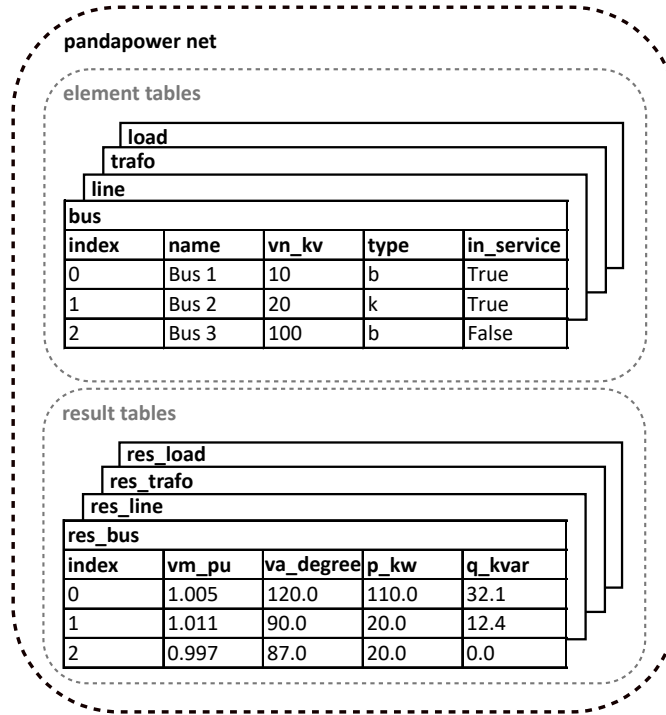 pandapower net
element tables
load
trafo
line
bus
index name vn_kv type in_service
0 Bus 1 10 b True
1 Bus 2 20 k True
2 Bus 3 100 b False
result tables
res_load
res_trafo
res_line
res_bus
index vm_pu va_degree p_kw q_kvar
0 1.005 120.0 110.0 32.1
1 1.011 90.0 20.0 12.4
2 0.997 87.0 20.0 0.0